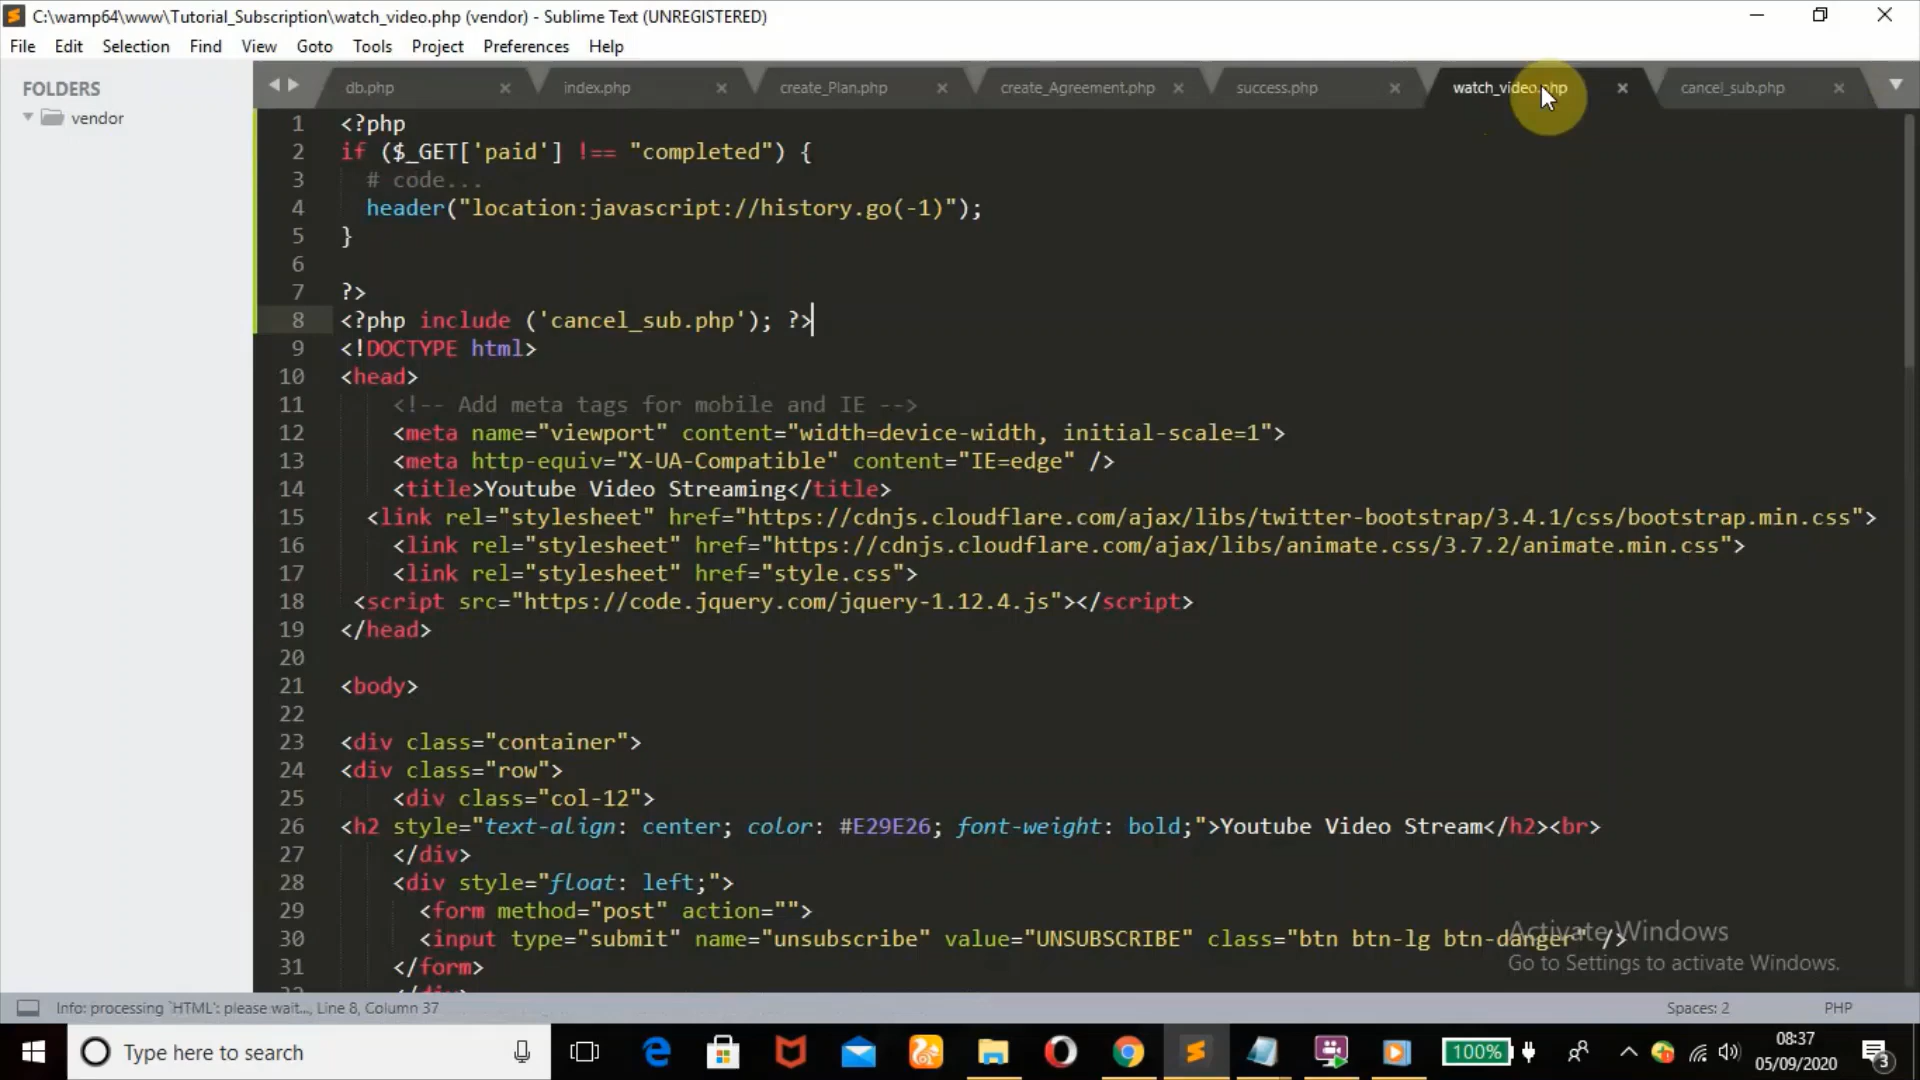 C:\wamp64\www\Tutorial_Subscription\watch_video.php (vendor) - Sublime Text (UNREGISTERED)
File Edit Selection Find View Goto Tools Project Preferences Help
FOLDERS
vendor
db.php index.php create_Plan.php create_Agreement.php success.php watch_video.php cancel_sub.php
1 <?php
2 if ($_GET['paid'] !== "completed") {
3 # code...
4 header("location:javascript://history.go(-1)");
5 }
6
7 ?>
8 <?php include ('cancel_sub.php'); ?>
9 <!DOCTYPE html>
10 <head>
11 <!-- Add meta tags for mobile and IE -->
12 <meta name="viewport" content="width=device-width, initial-scale=1">
13 <meta http-equiv="X-UA-Compatible" content="IE=edge" />
14 <title>Youtube Video Streaming</title>
15 <link rel="stylesheet" href="https://cdnjs.cloudflare.com/ajax/libs/twitter-bootstrap/3.4.1/css/bootstrap.min.css">
16 <link rel="stylesheet" href="https://cdnjs.cloudflare.com/ajax/libs/animate.css/3.7.2/animate.min.css">
17 <link rel="stylesheet" href="style.css">
18 <script src="https://code.jquery.com/jquery-1.12.4.js"></script>
19 </head>
20
21 <body>
22
23 <div class="container">
24 <div class="row">
25 <div class="col-12">
26 <h2 style="text-align: center; color: #E29E26; font-weight: bold;">Youtube Video Stream</h2><br>
27 </div>
28 <div style="float: left;">
29 <form method="post" action="">
30 <input type="submit" name="unsubscribe" value="UNSUBSCRIBE" class="btn btn-lg btn-danger" />
31 </form>
Activate Windows
Go to Settings to activate Windows.
Info: processing `HTML': please wait..., Line 8, Column 37 Spaces: 2 PHP
Type here to search
100%
08:37
05/09/2020
3